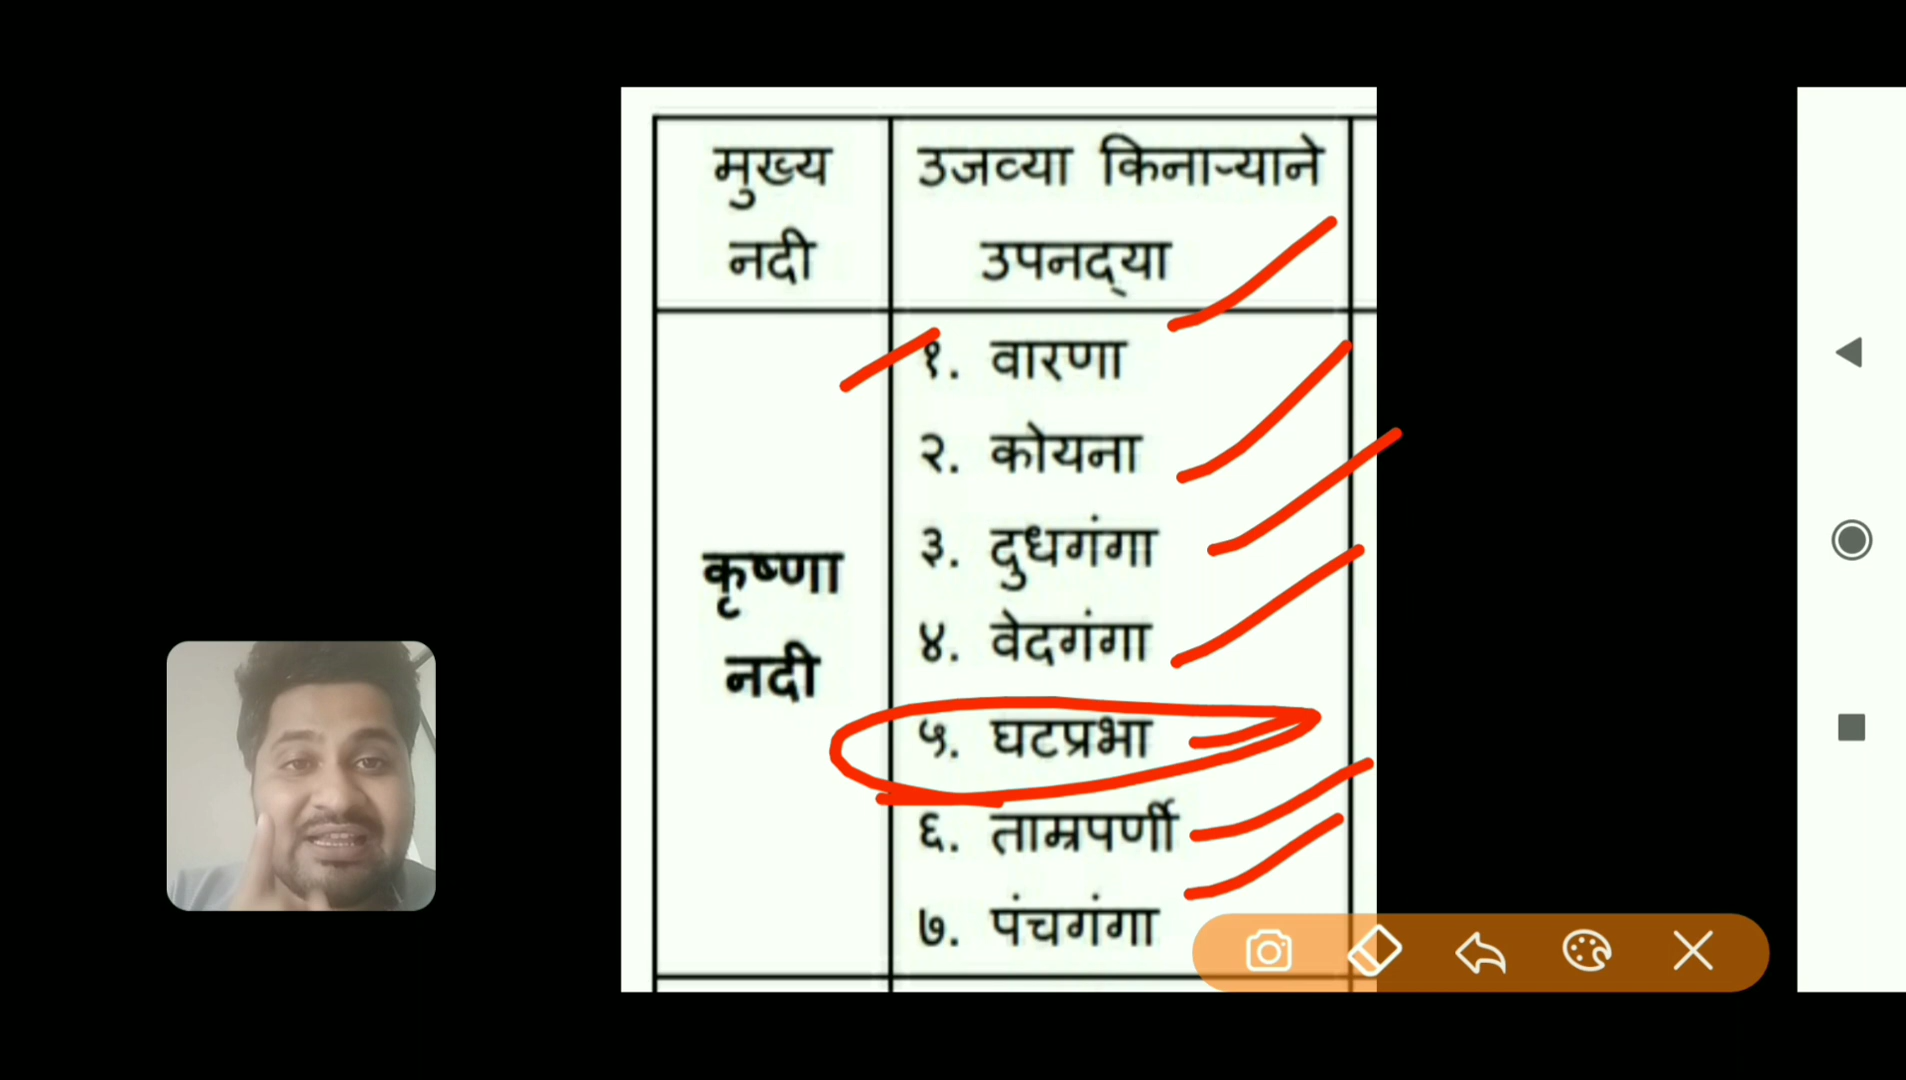 मुख्य
नदी
उजव्या किनाऱ्याने
उपनद्‌या
कृष्णा
नदी
१. वारणा
२. कोयना
३. दुधगंगा
४. वेदगंगा
५. घटप्रभा
६. ताम्रपर्णी
७. पंचगंगा